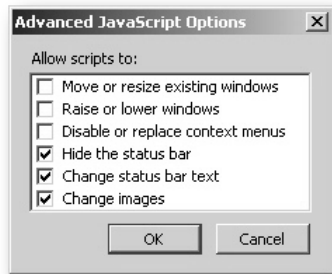 Advanced JavaScript Options
Allow scripts to:
Move or resize existing windows
Raise or lower windows
Disable or replace context menus
Hide the status bar
Change status bar text
Change images
OK
Cancel